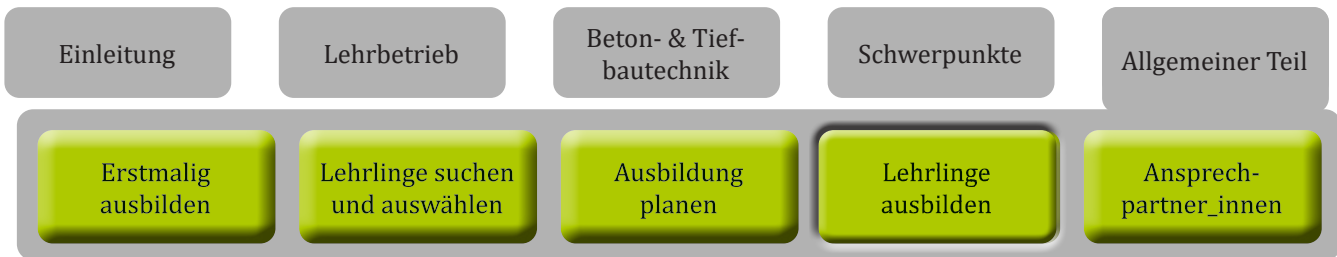 Einleitung
Lehrbetrieb
Beton- & Tief-
bautechnik
Schwerpunkte
Allgemeiner Teil
Erstmalig
ausbilden
Lehrlinge suchen
und auswählen
Ausbildung
planen
Lehrlinge
ausbilden
Ansprech-
partner_innen